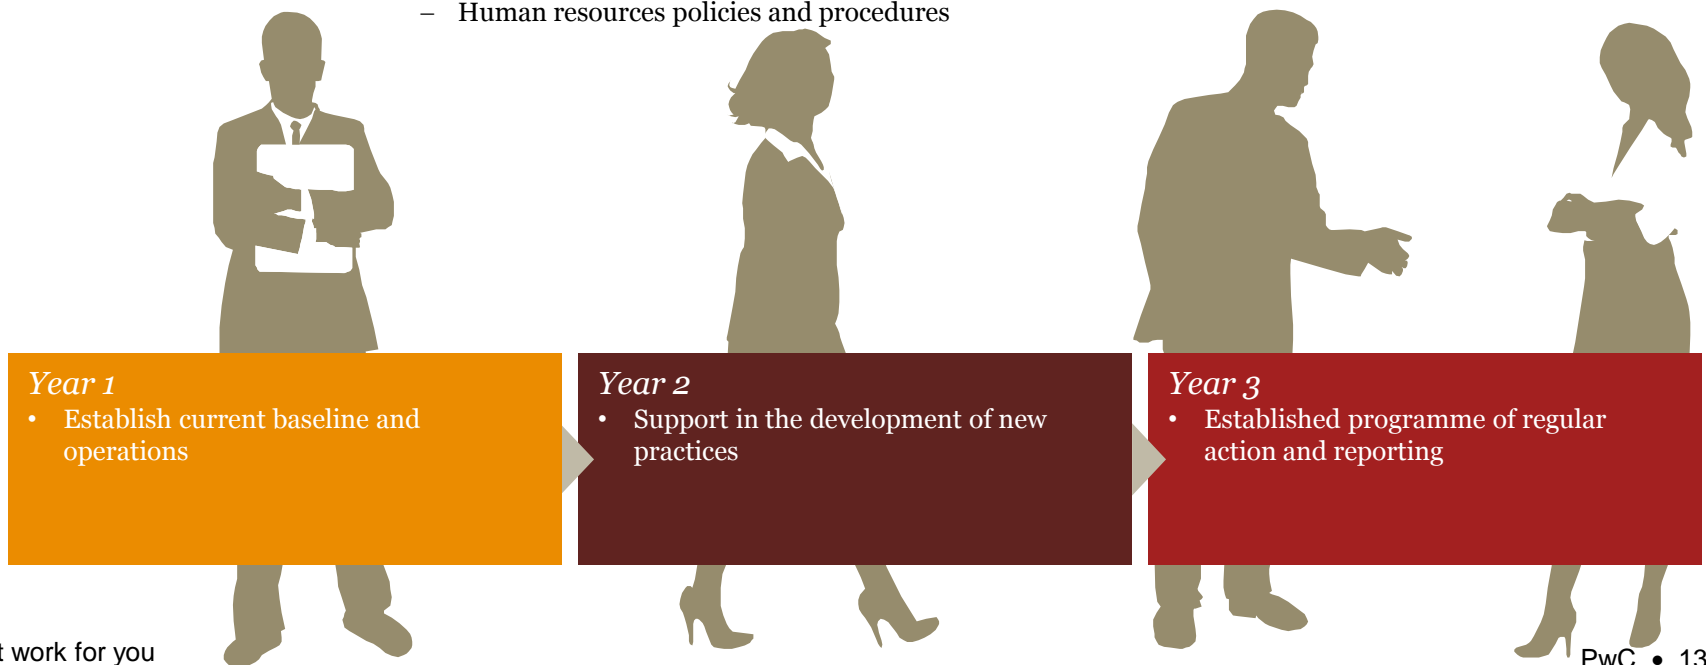 – Human resources policies and procedures
Year 1
• Establish current baseline and
operations
Year 2
• Support in the development of new
practices
Year 3
• Established programme of regular
action and reporting
work for you
PwC • 13